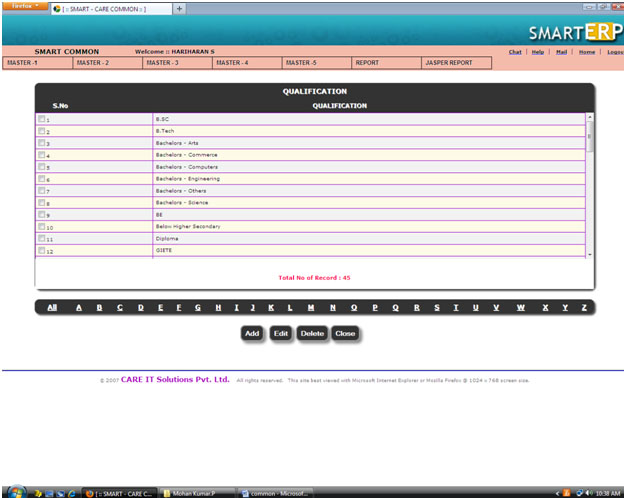 Firefox
[ :: SMART - CARE COMMON :: ] +
SMARTERP
SMART COMMON Welcome :: HARIHARAN S Chat | Help | Mail | Home | Logout
MASTER -1 MASTER - 2 MASTER - 3 MASTER - 4 MASTER -5 REPORT JASPER REPORT
QUALIFICATION
S.No QUALIFICATION
1 B.SC
2 B.Tech
3 Bachelors - Arts
4 Bachelors - Commerce
5 Bachelors - Computers
6 Bachelors - Engineering
7 Bachelors - Others
8 Bachelors - Science
9 BE
10 Below Higher Secondary
11 Diploma
12 GIETE
Total No of Record : 45
All A B C D E F G H I J K L M N O P Q R S T U V W X Y Z
Add Edit Delete Close
© 2007 CARE IT Solutions Pvt. Ltd. All rights reserved. This site best viewed with Microsoft Internet Explorer or Mozilla Firefox @ 1024 x 768 screen size.
[ :: SMART - CARE C... Mohan Kumar.P common - Microsof... 10:38 AM